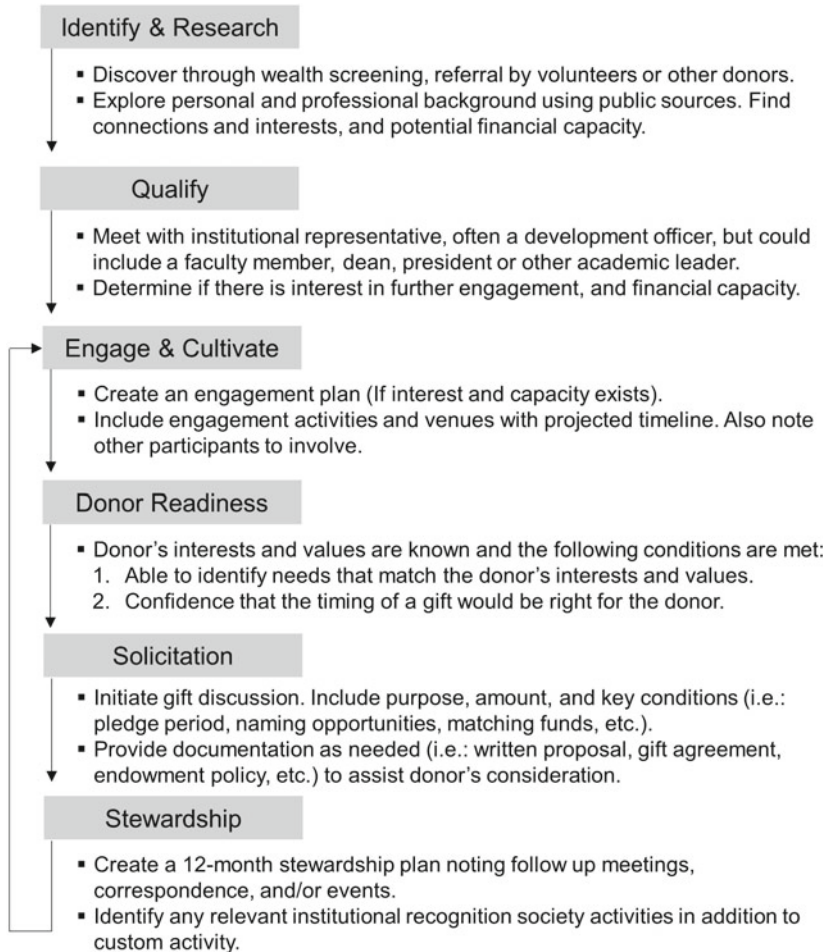 Identify & Research
▪ Discover through wealth screening, referral by volunteers or other donors.
▪ Explore personal and professional background using public sources. Find
connections and interests, and potential financial capacity.
Qualify
▪ Meet with institutional representative, often a development officer, but could
include a faculty member, dean, president or other academic leader.
▪ Determine if there is interest in further engagement, and financial capacity.
Engage & Cultivate
▪ Create an engagement plan (If interest and capacity exists).
▪ Include engagement activities and venues with projected timeline. Also note
other participants to involve.
Donor Readiness
▪ Donor’s interests and values are known and the following conditions are met:
1. Able to identify needs that match the donor’s interests and values.
2. Confidence that the timing of a gift would be right for the donor.
Solicitation
▪ Initiate gift discussion. Include purpose, amount, and key conditions (i.e.:
pledge period, naming opportunities, matching funds, etc.).
▪ Provide documentation as needed (i.e.: written proposal, gift agreement,
endowment policy, etc.) to assist donor’s consideration.
Stewardship
▪ Create a 12-month stewardship plan noting follow up meetings,
correspondence, and/or events.
▪ Identify any relevant institutional recognition society activities in addition to
custom activity.